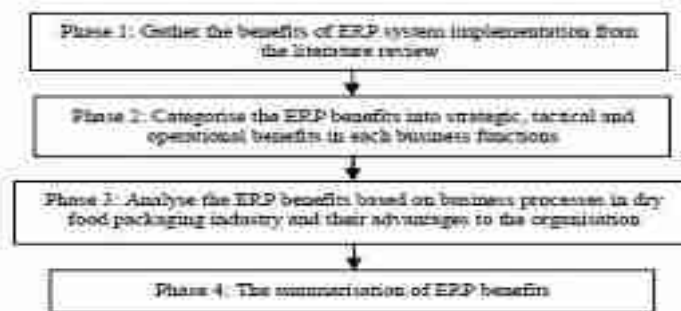 Phase 1: Gather the benefits of ERP system implementation from
the literature review
Phase 2: Categorise the ERP benefits into strategic, tactical and
operational benefits in each business functions
Phase 3: Analyse the ERP benefits based on business processes in dry
food packaging industry and their advantages to the organisation
Phase 4: The summarisation of ERP benefits